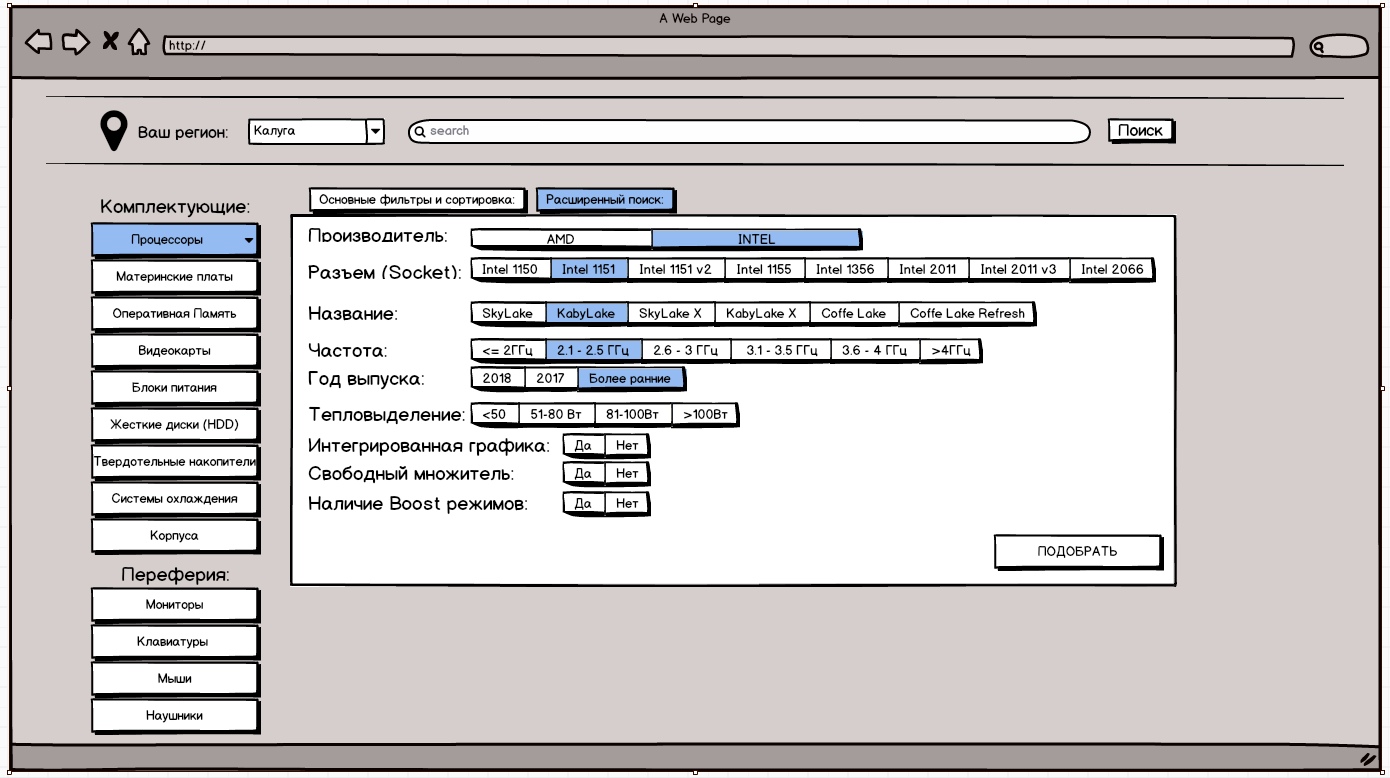 A Web Page
http://
Ваш регион: Калуга search Поиск
Комплектующие:
Процессоры
Материнские платы
Оперативная Память
Видеокарты
Блоки питания
Жесткие диски (HDD)
Твердотельные накопители
Системы охлаждения
Корпуса
Переферия:
Мониторы
Клавиатуры
Мыши
Наушники
Основные фильтры и сортировка: Расширенный поиск:
Производитель: AMD INTEL
Разъем (Socket): Intel 1150 Intel 1151 Intel 1151 v2 Intel 1155 Intel 1356 Intel 2011 Intel 2011 v3 Intel 2066
Название: SkyLake KabyLake SkyLake X KabyLake X Coffe Lake Coffe Lake Refresh
Частота: <= 2ГГц 2.1 - 2.5 ГГц 2.6 - 3 ГГц 3.1 - 3.5 ГГц 3.6 - 4 ГГц >4ГГц
Год выпуска: 2018 2017 Более ранние
Тепловыделение: <50 51-80 Вт 81-100Вт >100Вт
Интегрированная графика: Да Нет
Свободный множитель: Да Нет
Наличие Boost режимов: Да Нет
ПОДОБРАТЬ